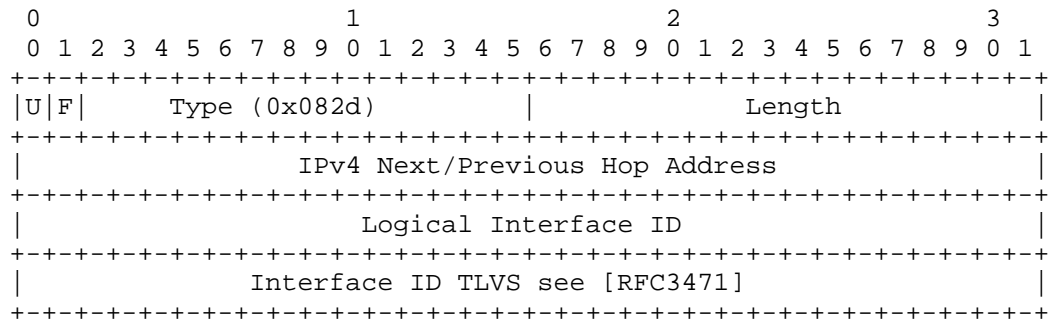 0                   1                   2                   3
 0 1 2 3 4 5 6 7 8 9 0 1 2 3 4 5 6 7 8 9 0 1 2 3 4 5 6 7 8 9 0 1
+-+-+-+-+-+-+-+-+-+-+-+-+-+-+-+-+-+-+-+-+-+-+-+-+-+-+-+-+-+-+-+-+
|U|F|     Type (0x082d)         |             Length            |
+-+-+-+-+-+-+-+-+-+-+-+-+-+-+-+-+-+-+-+-+-+-+-+-+-+-+-+-+-+-+-+-+
|                 IPv4 Next/Previous Hop Address                |
+-+-+-+-+-+-+-+-+-+-+-+-+-+-+-+-+-+-+-+-+-+-+-+-+-+-+-+-+-+-+-+-+
|                     Logical Interface ID                      |
+-+-+-+-+-+-+-+-+-+-+-+-+-+-+-+-+-+-+-+-+-+-+-+-+-+-+-+-+-+-+-+-+
|              Interface ID TLVS see [RFC3471]                  |
+-+-+-+-+-+-+-+-+-+-+-+-+-+-+-+-+-+-+-+-+-+-+-+-+-+-+-+-+-+-+-+-+